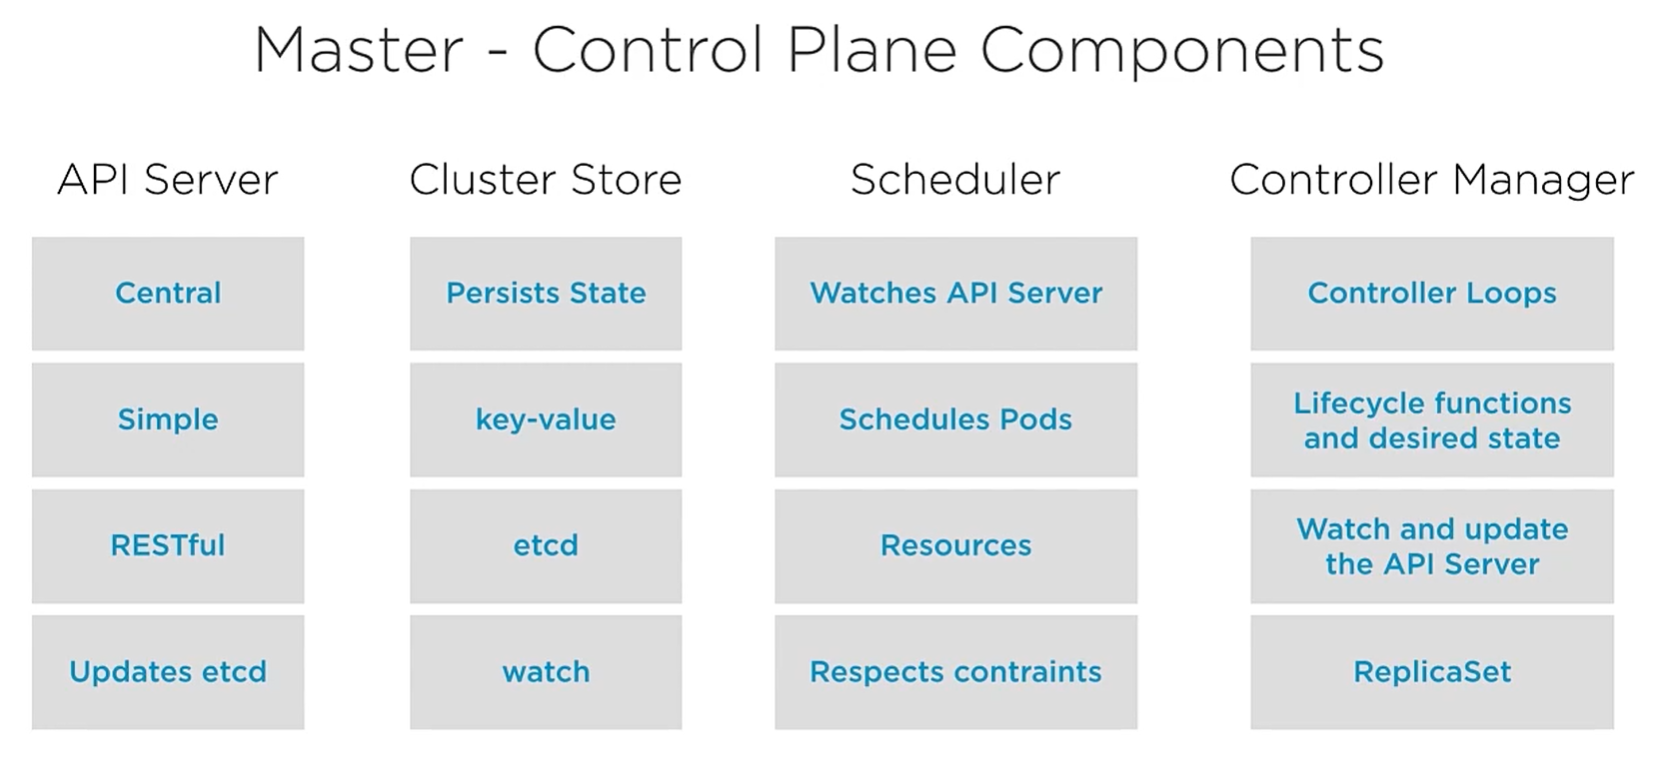 Master - Control Plane Components
API Server
Central
Simple
RESTful
Updates etcd
Cluster Store
Persists State
key-value
etcd
watch
Scheduler
Watches API Server
Schedules Pods
Resources
Respects contraints
Controller Manager
Controller Loops
Lifecycle functions
and desired state
Watch and update
the API Server
ReplicaSet